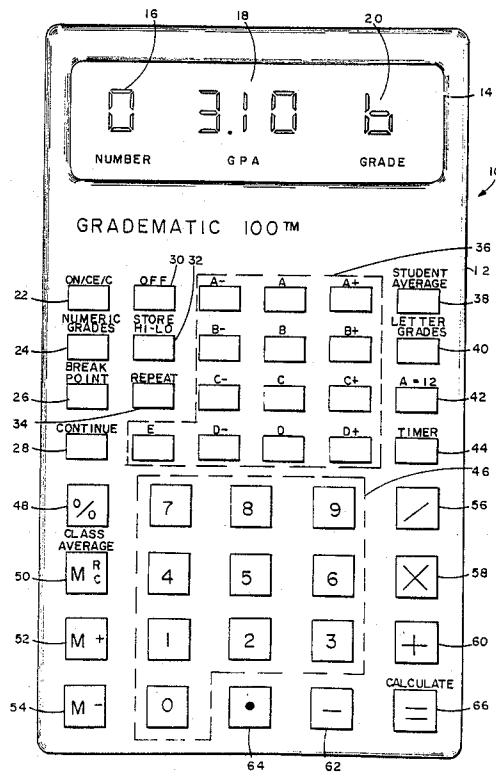 16 18 20
0 3.10 b 14
NUMBER GPA GRADE
10
GRADEMATIC 100™
36
12
30 32
ON/CE/C OFF A- A A+ STUDENT AVERAGE
22 38
NUMERIC GRADES STORE HI-LO B- B B+ LETTER GRADES
24 40
BREAK POINT REPEAT C- C C+ A = 12
26 42
34
CONTINUE E D- D D+ TIMER
28 44
46
48 % 7 8 9 / 56
CLASS AVERAGE
50 M R C 4 5 6 X 58
52 M + 1 2 3 + 60
CALCULATE
54 M - 0 • - = 66
64 62